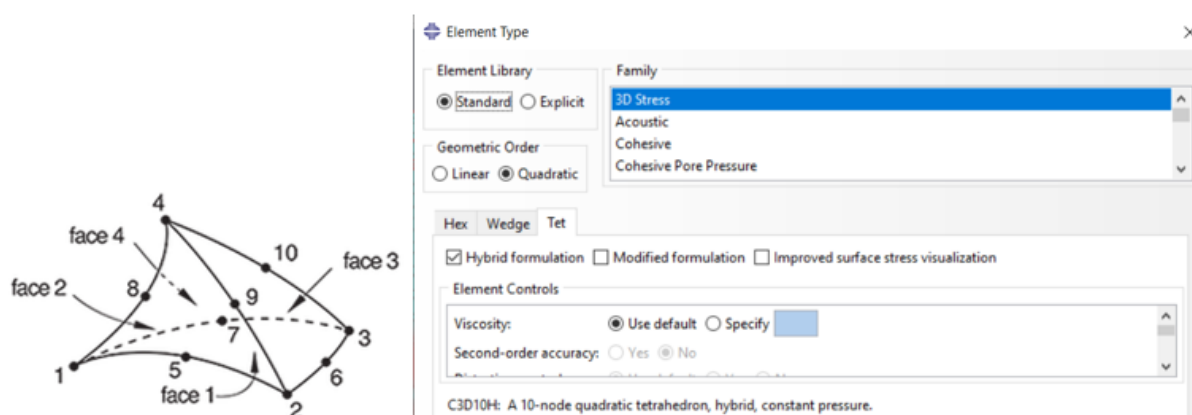 Element Type
Element Library
Standard Explicit
Family
3D Stress
Acoustic
Cohesive
Cohesive Pore Pressure
Geometric Order
Linear Quadratic
Hex Wedge Tet
Hybrid formulation Modified formulation Improved surface stress visualization
Element Controls
Viscosity: Use default Specify
Second-order accuracy: Yes No
C3D10H: A 10-node quadratic tetrahedron, hybrid, constant pressure.
4
face 4
10
face 3
face 2
8
9
7
3
1
5
6
face 1
2